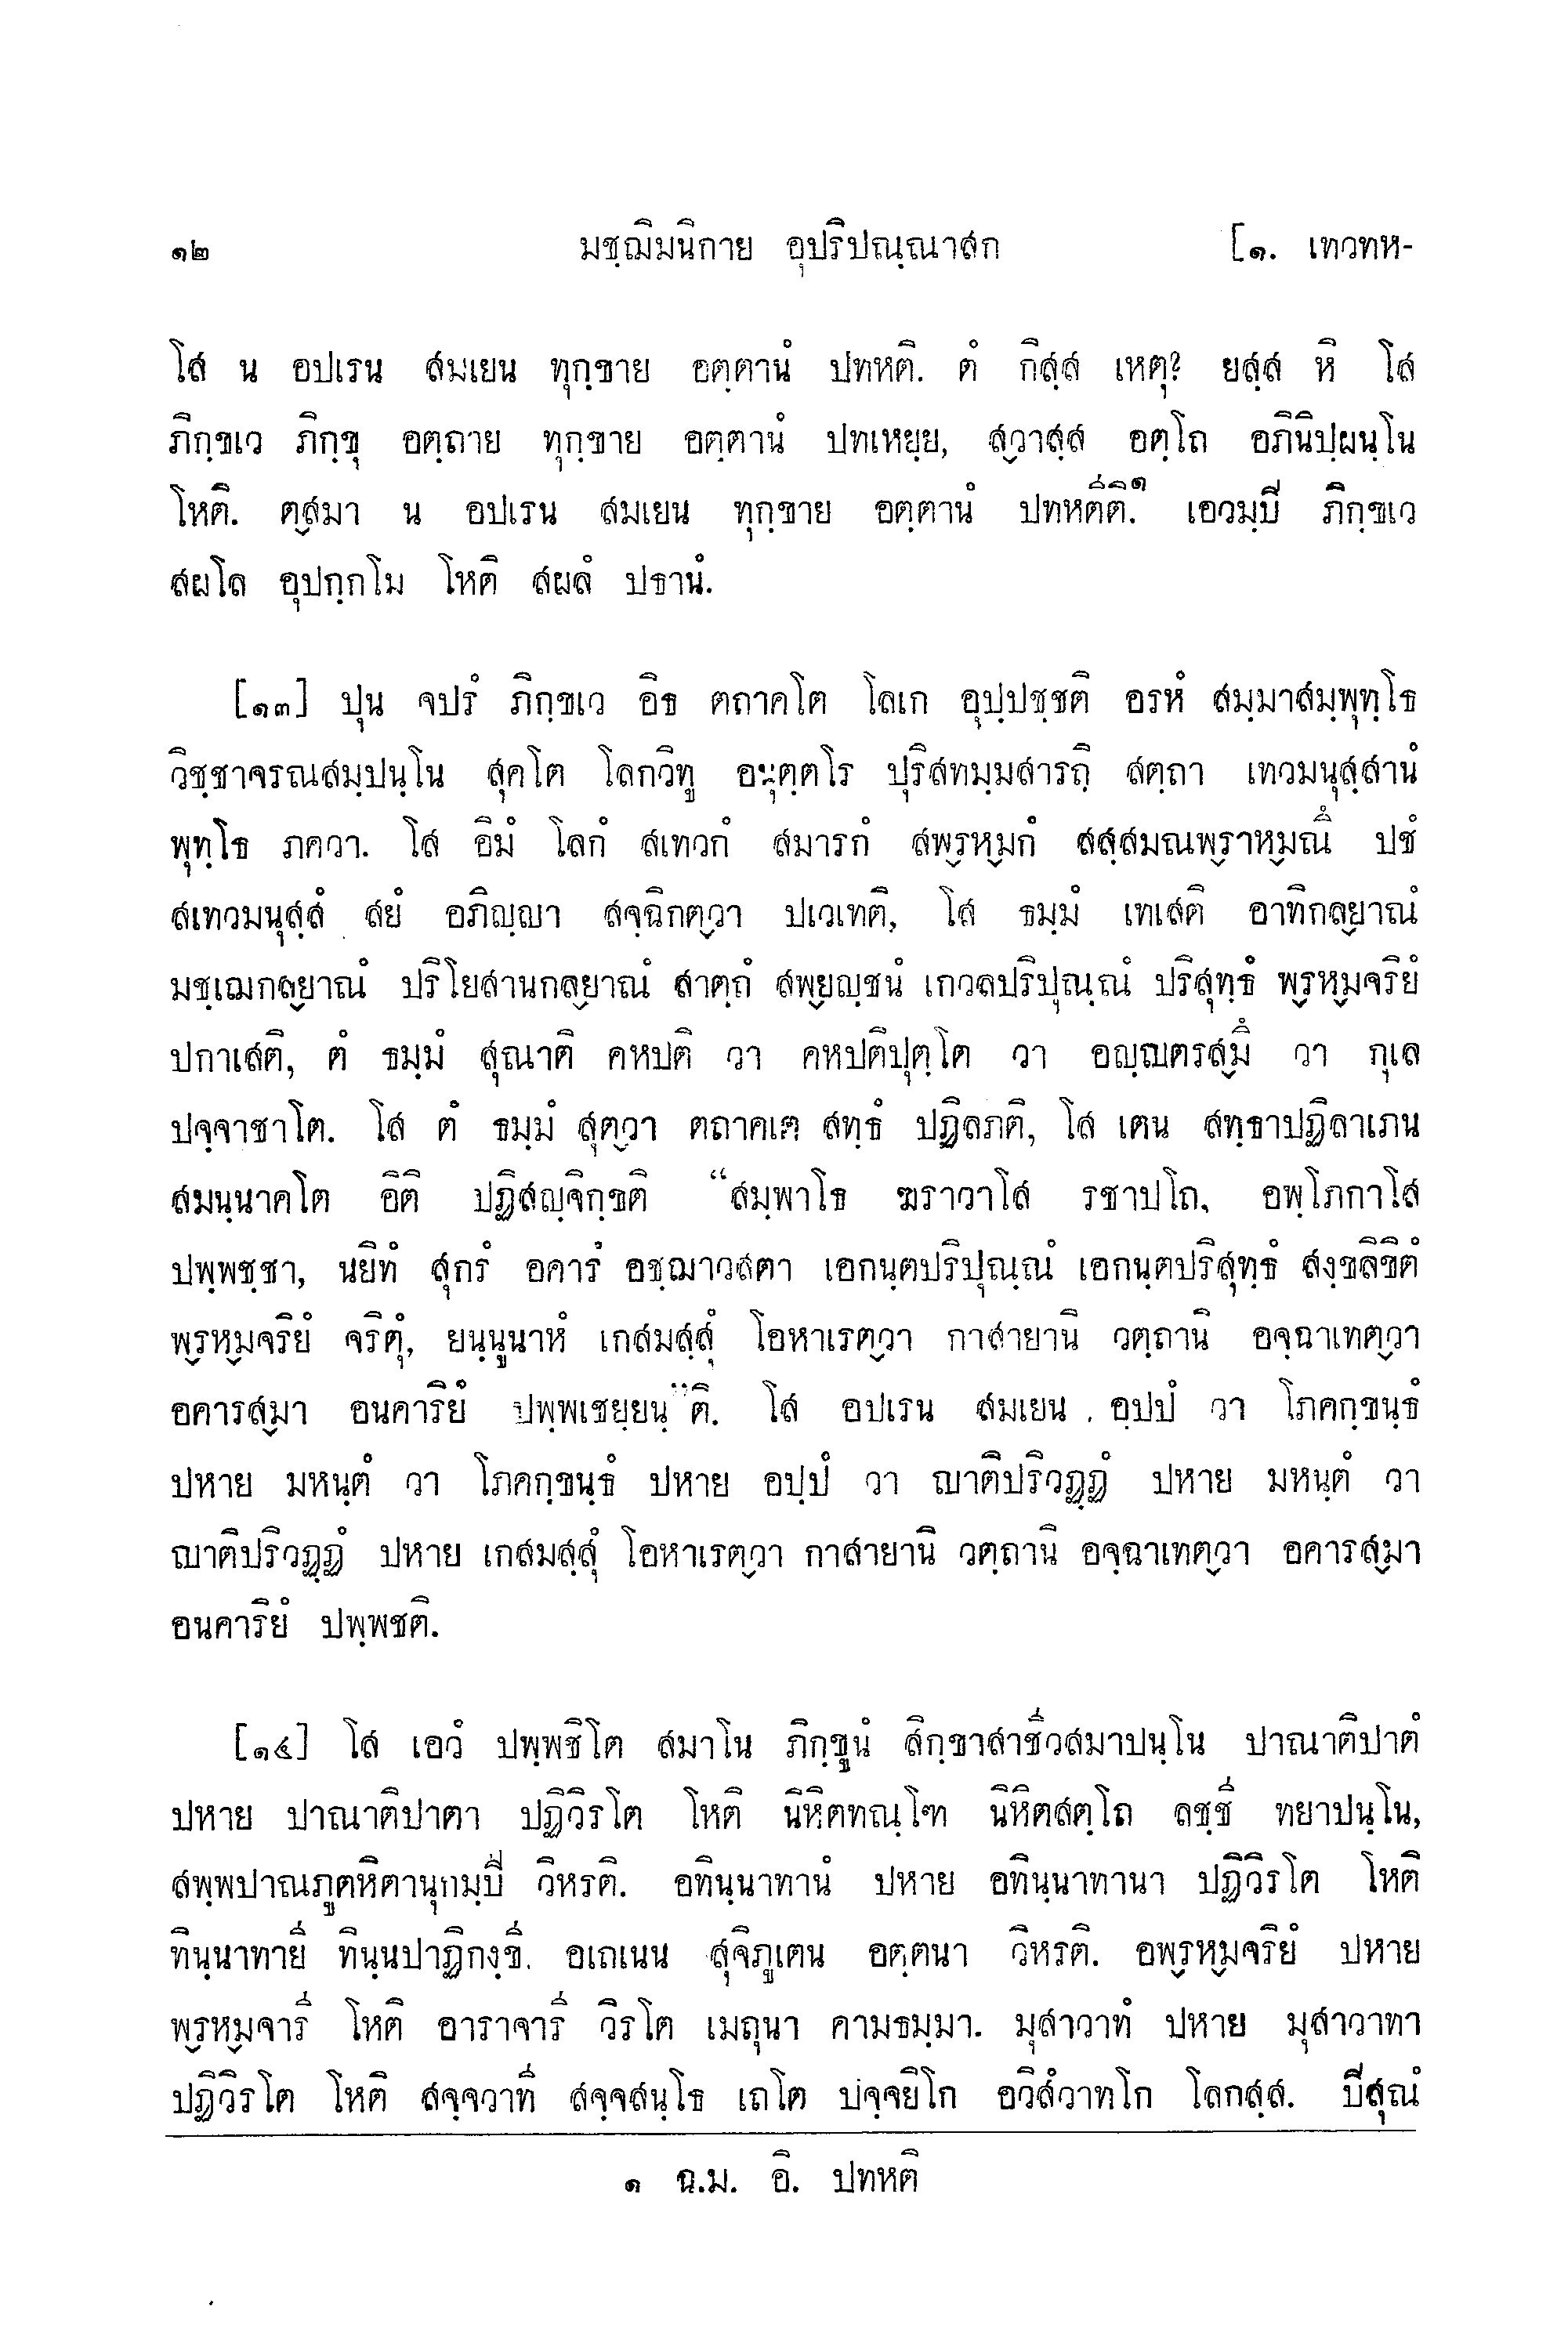 ๑๒ มชฺฌิมนิกาย อุปริปณฺณาสก [๑. เทวทห-
โส น อปเรน สมเยน ทุกฺขาย อตฺตานํ ปทหติ. ตํ กิสฺส เหตุ? ยสฺส หิ โส
ภิกฺขเว ภิกฺขุ อตฺถาย ทุกฺขาย อตฺตานํ ปทเหยฺย, สฺวาสฺส อตฺโถ อภินิปฺผนฺโน
โหติ. ตสฺมา น อปเรน สมเยน ทุกฺขาย อตฺตานํ ปทหตีติ.๑ เอวมฺปิ ภิกฺขเว
สผโล อุปกฺกโม โหติ สผลํ ปธานํ.
[๑๓] ปุน จปรํ ภิกฺขเว อิธ ตถาคโต โลเก อุปฺปชฺชติ อรหํ สมฺมาสมฺพุทฺโธ
วิชฺชาจรณสมฺปนฺโน สุคโต โลกวิทู อนุตฺตโร ปุริสทมฺมสารถิ สตฺถา เทวมนุสฺสานํ
พุทฺโธ ภควา. โส อิมํ โลกํ สเทวกํ สมารกํ สพฺรหฺมกํ สสฺสมณพฺราหฺมณึ ปชํ
สเทวมนุสฺสํ สยํ อภิญฺญา สจฺฉิกตฺวา ปเวเทติ, โส ธมฺมํ เทเสติ อาทิกลฺยาณํ
มชฺเฌกลฺยาณํ ปริโยสานกลฺยาณํ สาตฺถํ สพฺยญฺชนํ เกวลปริปุณฺณํ ปริสุทฺธํ พฺรหฺมจริยํ
ปกาเสติ, ตํ ธมฺมํ สุณาติ คหปติ วา คหปติปุตฺโต วา อญฺญตรสฺมึ วา กุเล
ปจฺจาชาโต. โส ตํ ธมฺมํ สุตฺวา ตถาคเต สทฺธํ ปฏิลภติ, โส เตน สทฺธาปฏิลาเภน
สมนฺนาคโต อิติ ปฏิสญฺจิกฺขติ “สมฺพาโธ ฆราวาโส รชาปโถ, อพฺโภกาโส
ปพฺพชฺชา, นยิทํ สุกรํ อคารํ อชฺฌาวสตา เอกนฺตปริปุณฺณํ เอกนฺตปริสุทฺธํ สงฺขลิขิตํ
พฺรหฺมจริยํ จริตุํ, ยนฺนูนาหํ เกสมสฺสุํ โอหาเรตฺวา กาสายานิ วตฺถานิ อจฺฉาเทตฺวา
อคารสฺมา อนคาริยํ ปพฺพเชยฺยนฺ”ติ. โส อปเรน สมเยน อปฺปํ วา โภคกฺขนฺธํ
ปหาย มหนฺตํ วา โภคกฺขนฺธํ ปหาย อปฺปํ วา ญาติปริวฏฺฏํ ปหาย มหนฺตํ วา
ญาติปริวฏฺฏํ ปหาย เกสมสฺสุํ โอหาเรตฺวา กาสายานิ วตฺถานิ อจฺฉาเทตฺวา อคารสฺมา
อนคาริยํ ปพฺพชติ.
[๑๔] โส เอวํ ปพฺพชิโต สมาโน ภิกฺขูนํ สิกฺขาสาชีวสมาปนฺโน ปาณาติปาตํ
ปหาย ปาณาติปาตา ปฏิวิรโต โหติ นิหิตทณฺโฑ นิหิตสตฺโถ ลชฺชี ทยาปนฺโน,
สพฺพปาณภูตหิตานุกมฺปี วิหรติ. อทินฺนาทานํ ปหาย อทินฺนาทานา ปฏิวิรโต โหติ
ทินฺนาทายี ทินฺนปาฏิกงฺขี. อเถเนน สุจิภูเตน อตฺตนา วิหรติ. อพฺรหฺมจริยํ ปหาย
พฺรหฺมจารี โหติ อาราจารี วิรโต เมถุนา คามธมฺมา. มุสาวาทํ ปหาย มุสาวาทา
ปฏิวิรโต โหติ สจฺจวาที สจฺจสนฺโธ เถโต ปจฺจยิโก อวิสํวาทโก โลกสฺส. ปิสุณํ
๑ ฉ.ม. อิ. ปทหติ